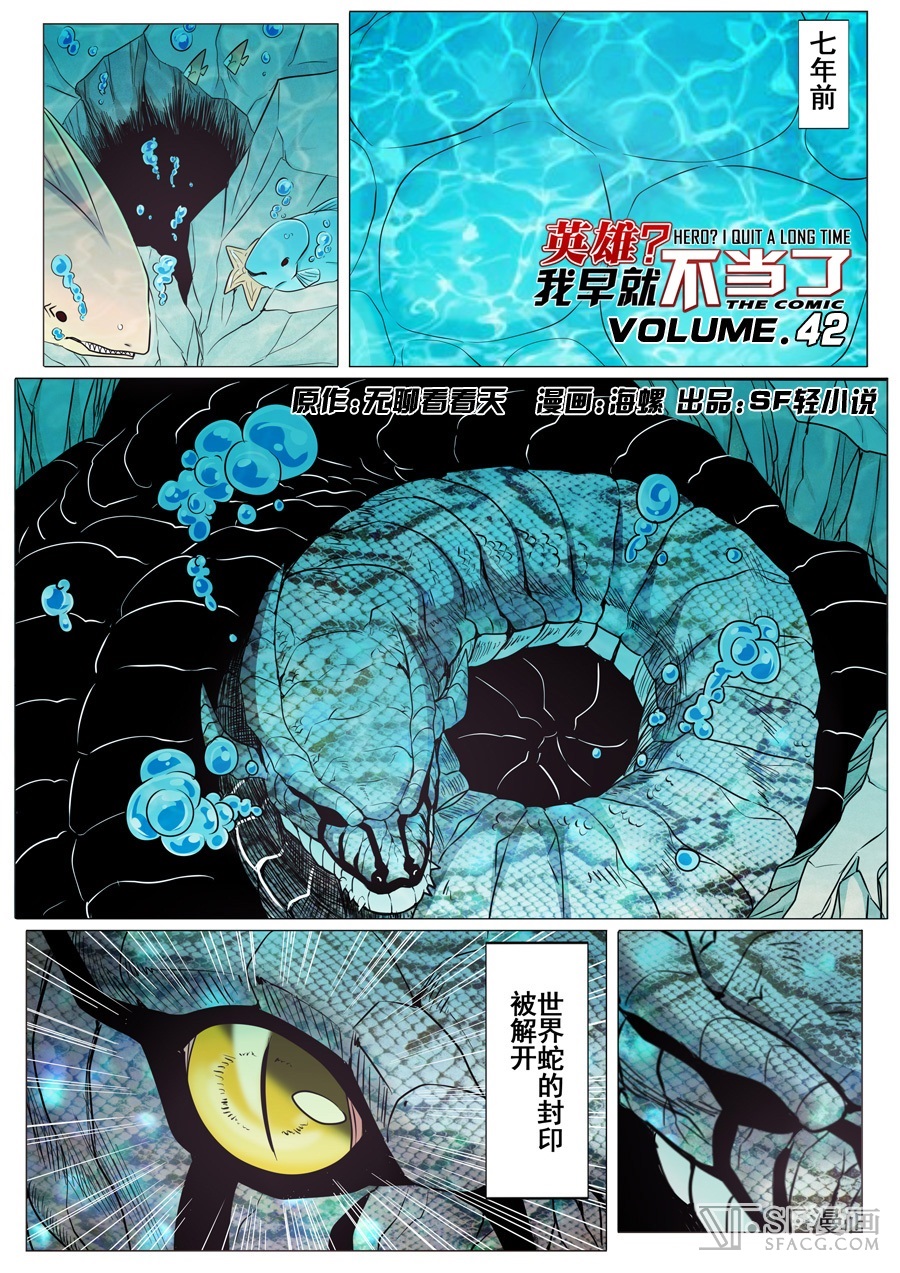 七年前
英雄?
HERO? I QUIT A LONG TIME
我早就不当了
THE COMIC
VOLUME.42
原作:无聊看看天 漫画:海螺 出品:SF轻小说
世界蛇的封印
被解开
SF漫画
SFACG.COM